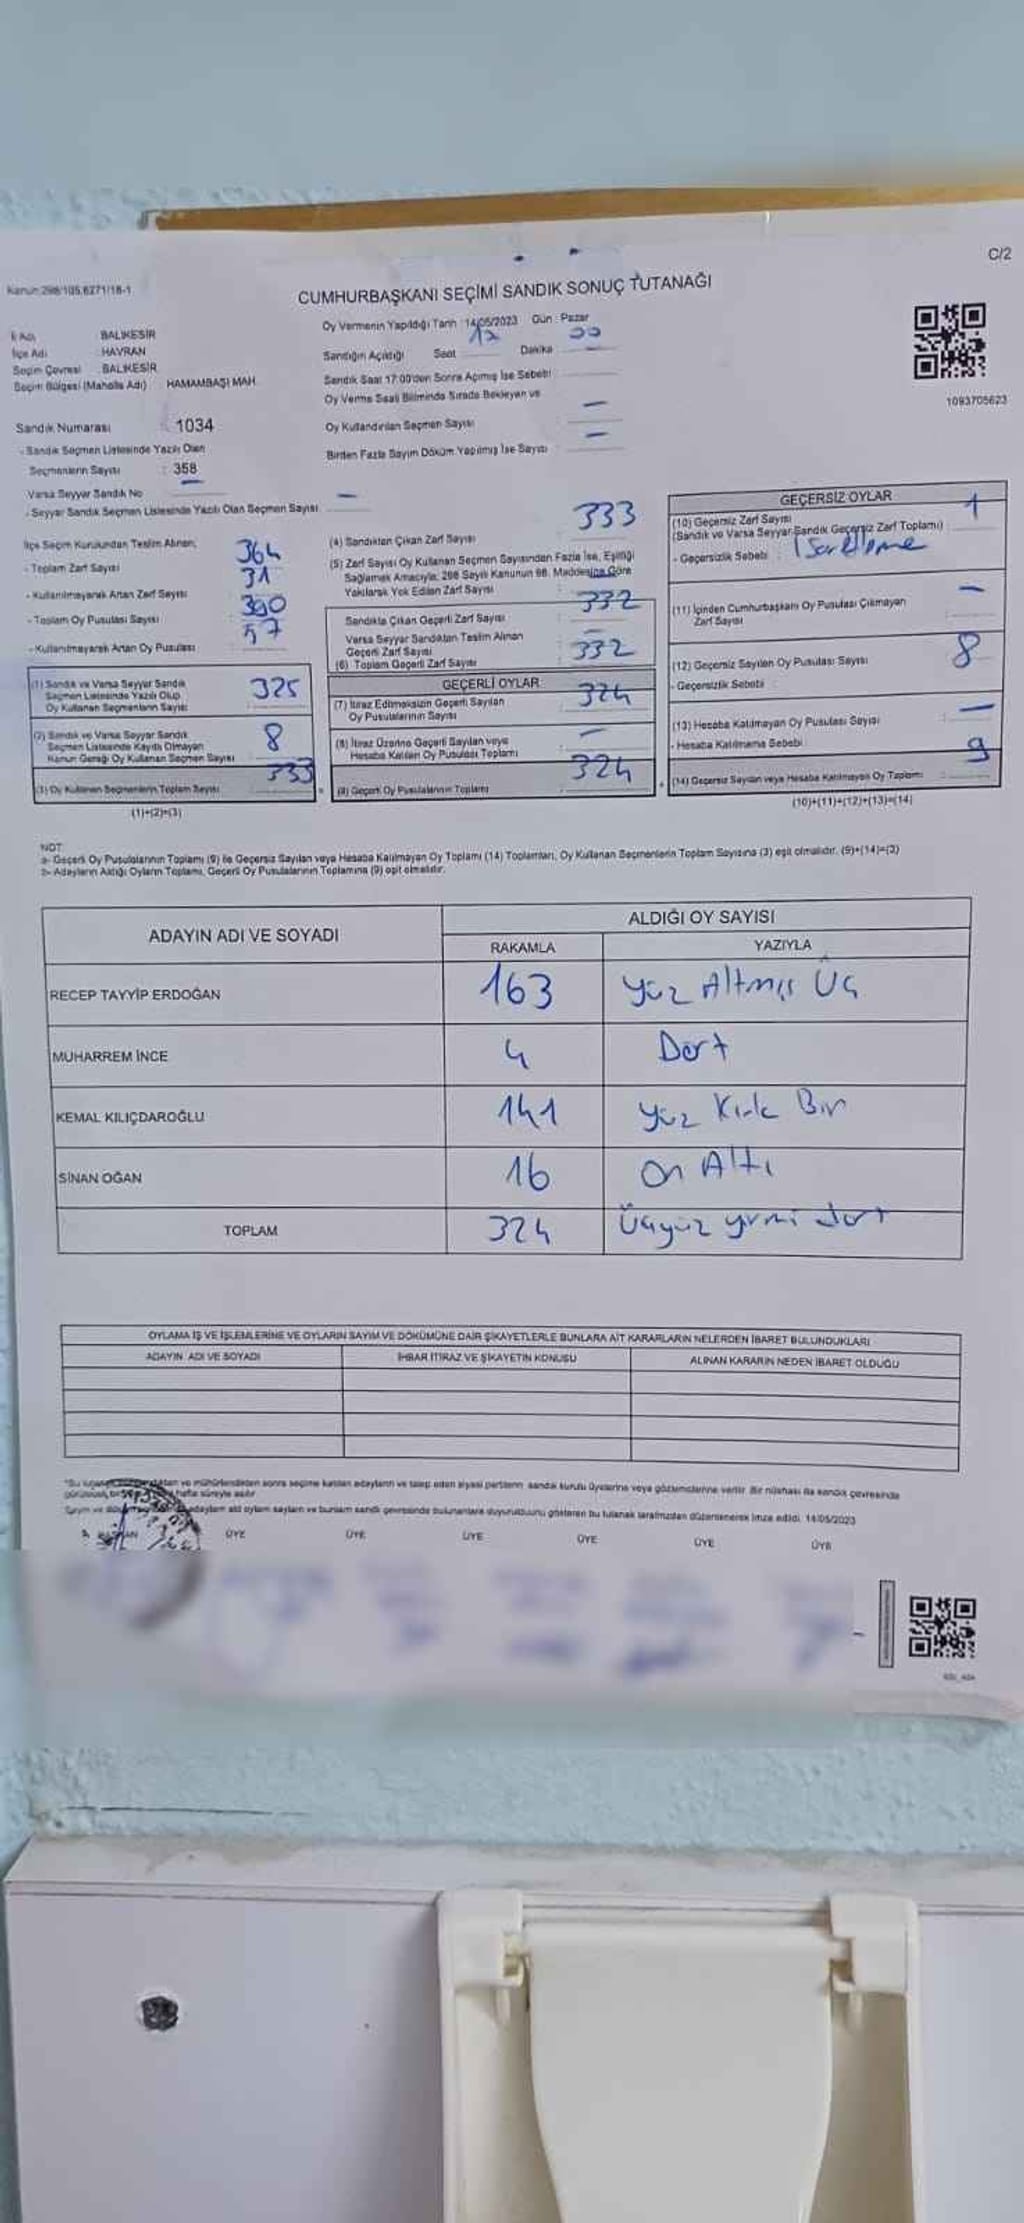 C/2
Kanun:298/105,6271/18-1
CUMHURBAŞKANI SEÇİMİ SANDIK SONUÇ TUTANAĞI
İl Adı BALIKESİR
İlçe Adı : HAVRAN
Seçim Çevresi : BALIKESİR
Seçim Bölgesi (Mahalle Adı) HAMAMBAŞI MAH.
Sandık Numarası : 1034
- Sandık Seçmen Listesinde Yazılı Olan
Seçmenlerin Sayısı : 358
Varsa Seyyar Sandık No —
- Seyyar Sandık Seçmen Listesinde Yazılı Olan Seçmen Sayısı —
Oy Vermenin Yapıldığı Tarih : 14/05/2023 Gün : Pazar
Sandığın Açıldığı Saat 17 Dakika 00
Sandık Saat 17:00'den Sonra Açılmış İse Sebebi
Oy Verme Saati Bitiminde Sırada Bekleyen ve
Oy Kullandırılan Seçmen Sayısı —
Birden Fazla Sayım Döküm Yapılmış İse Sayısı —
1093705623
İlçe Seçim Kurulundan Teslim Alınan;
- Toplam Zarf Sayısı 364
- Kullanılmayarak Artan Zarf Sayısı 31
- Toplam Oy Pusulası Sayısı
- Kullanılmayarak Artan Oy Pusulası 57
(1) Sandık ve Varsa Seyyar Sandık
Seçmen Listesinde Yazılı Olup
Oy Kullanan Seçmenlerin Sayısı 325
(2) Sandık ve Varsa Seyyar Sandık
Seçmen Listesinde Kayıtlı Olmayan
Kanun Gereği Oy Kullanan Seçmen Sayısı 8
(3) Oy Kullanan Seçmenlerin Toplam Sayısı 333
(1)+(2)=(3)
(4) Sandıktan Çıkan Zarf Sayısı 333
(5) Zarf Sayısı Oy Kullanan Seçmen Sayısından Fazla İse, Eşitliği
Sağlamak Amacıyla; 298 Sayılı Kanunun 98. Maddesine Göre
Yakılarak Yok Edilen Zarf Sayısı
Sandıkta Çıkan Geçerli Zarf Sayısı 332
Varsa Seyyar Sandıktan Teslim Alınan
Geçerli Zarf Sayısı —
(6) Toplam Geçerli Zarf Sayısı 332
GEÇERLİ OYLAR
(7) İtiraz Edilmeksizin Geçerli Sayılan
Oy Pusulalarının Sayısı 324
(8) İtiraz Üzerine Geçerli Sayılan veya
Hesaba Katılan Oy Pusulası Toplamı —
(9) Geçerli Oy Pusulalarının Toplamı 324
GEÇERSİZ OYLAR
(10) Geçersiz Zarf Sayısı 1
(Sandık ve Varsa Seyyar Sandık Geçersiz Zarf Toplamı)
- Geçersizlik Sebebi :
(11) İçinden Cumhurbaşkanı Oy Pusulası Çıkmayan
Zarf Sayısı —
(12) Geçersiz Sayılan Oy Pusulası Sayısı 8
- Geçersizlik Sebebi :
(13) Hesaba Katılmayan Oy Pusulası Sayısı —
- Hesaba Katılmama Sebebi
(14) Geçersiz Sayılan veya Hesaba Katılmayan Oy Toplamı 9
(10)+(11)+(12)+(13)=(14)
NOT:
a- Geçerli Oy Pusulalarının Toplamı (9) ile Geçersiz Sayılan veya Hesaba Katılmayan Oy Toplamı (14) Toplamları, Oy Kullanan Seçmenlerin Toplam Sayısına (3) eşit olmalıdır. (9)+(14)=(3)
b- Adayların Aldığı Oyların Toplamı, Geçerli Oy Pusulalarının Toplamına (9) eşit olmalıdır.
ADAYIN ADI VE SOYADI
ALDIĞI OY SAYISI
RAKAMLA YAZIYLA
RECEP TAYYİP ERDOĞAN 163 Yüz Altmış Üç
MUHARREM İNCE 4 Dört
KEMAL KILIÇDAROĞLU 141 Yüz Kırk Bir
SİNAN OĞAN 16 On Altı
TOPLAM 324 Üçyüz yirmi dört
OYLAMA İŞ VE İŞLEMLERİNE VE OYLARIN SAYIM VE DÖKÜMÜNE DAİR ŞİKAYETLERLE BUNLARA AİT KARARLARIN NELERDEN İBARET BULUNDUKLARI
ADAYIN ADI VE SOYADI İHBAR İTİRAZ VE ŞİKAYETİN KONUSU ALINAN KARARIN NEDEN İBARET OLDUĞU
ve mühürlendikten sonra seçime katılan adayların ve talep eden siyasi partilerin sandık kurulu üyelerine veya gözlemcilerine verilir. Bir nüshası da sandık çevresinde
hafta süreyle asılır
adayların aldığı oyların sayıları ve bunların sandık çevresinde bulunanlara duyurulduğunu gösteren bu tutanak tarafımızdan düzenlenerek imza edildi. 14/05/2023
BAŞKAN ÜYE ÜYE ÜYE ÜYE ÜYE ÜYE